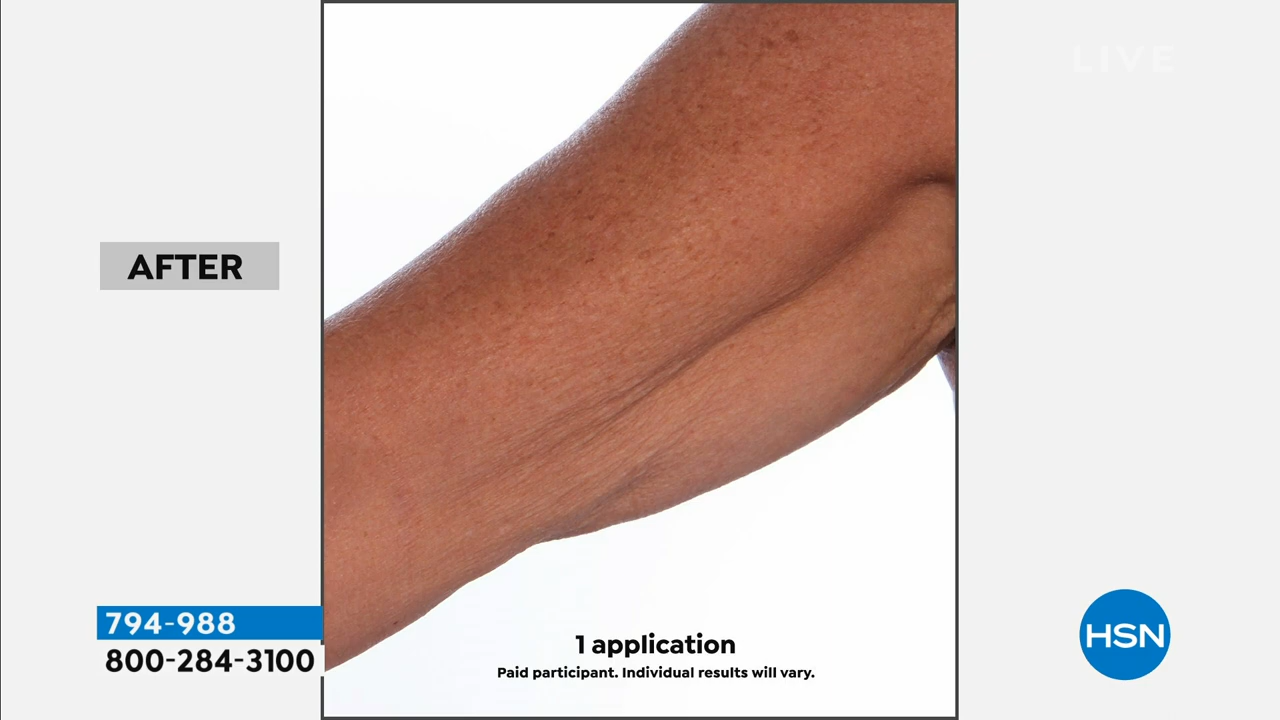 LIVE
AFTER
794-988
800-284-3100
1 application
Paid participant. Individual results will vary.
HSN